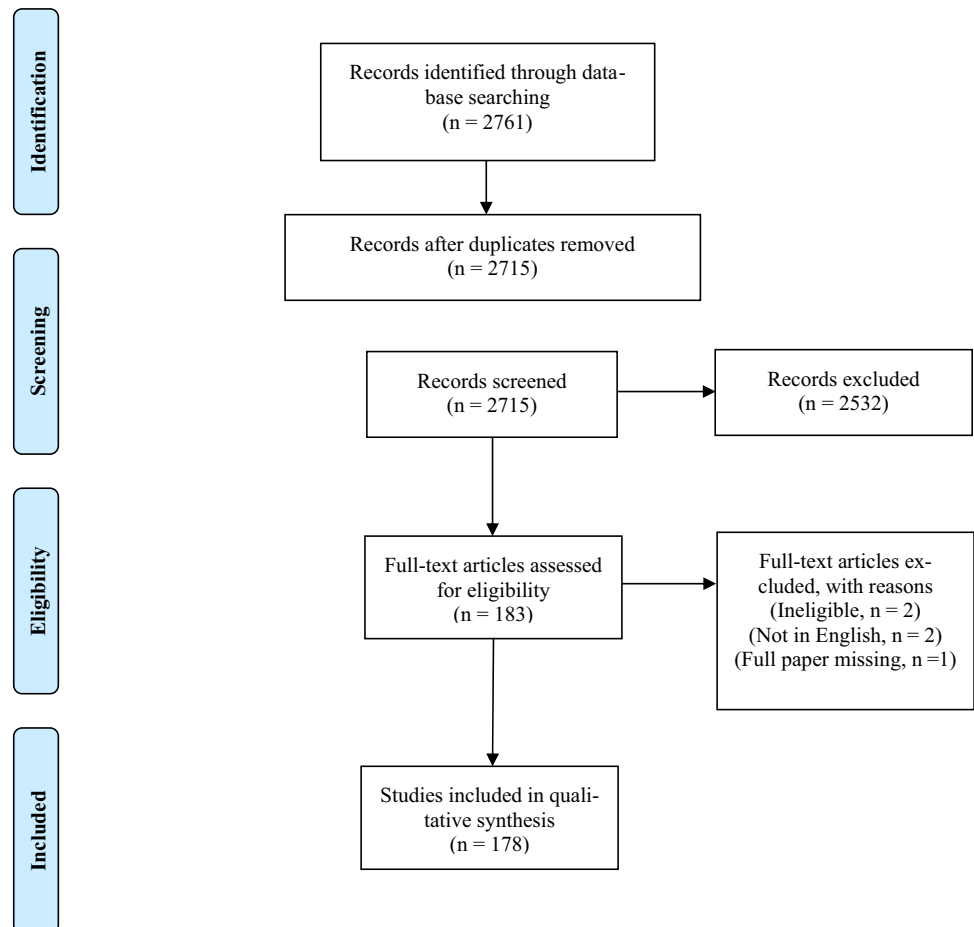 Identification
Records identified through data-
base searching
(n = 2761)
Records after duplicates removed
(n = 2715)
Screening
Records screened
(n = 2715)
Records excluded
(n = 2532)
Eligibility
Full-text articles assessed
for eligibility
(n = 183)
Full-text articles ex-
cluded, with reasons
(Ineligible, n = 2)
(Not in English, n = 2)
(Full paper missing, n =1)
Included
Studies included in quali-
tative synthesis
(n = 178)